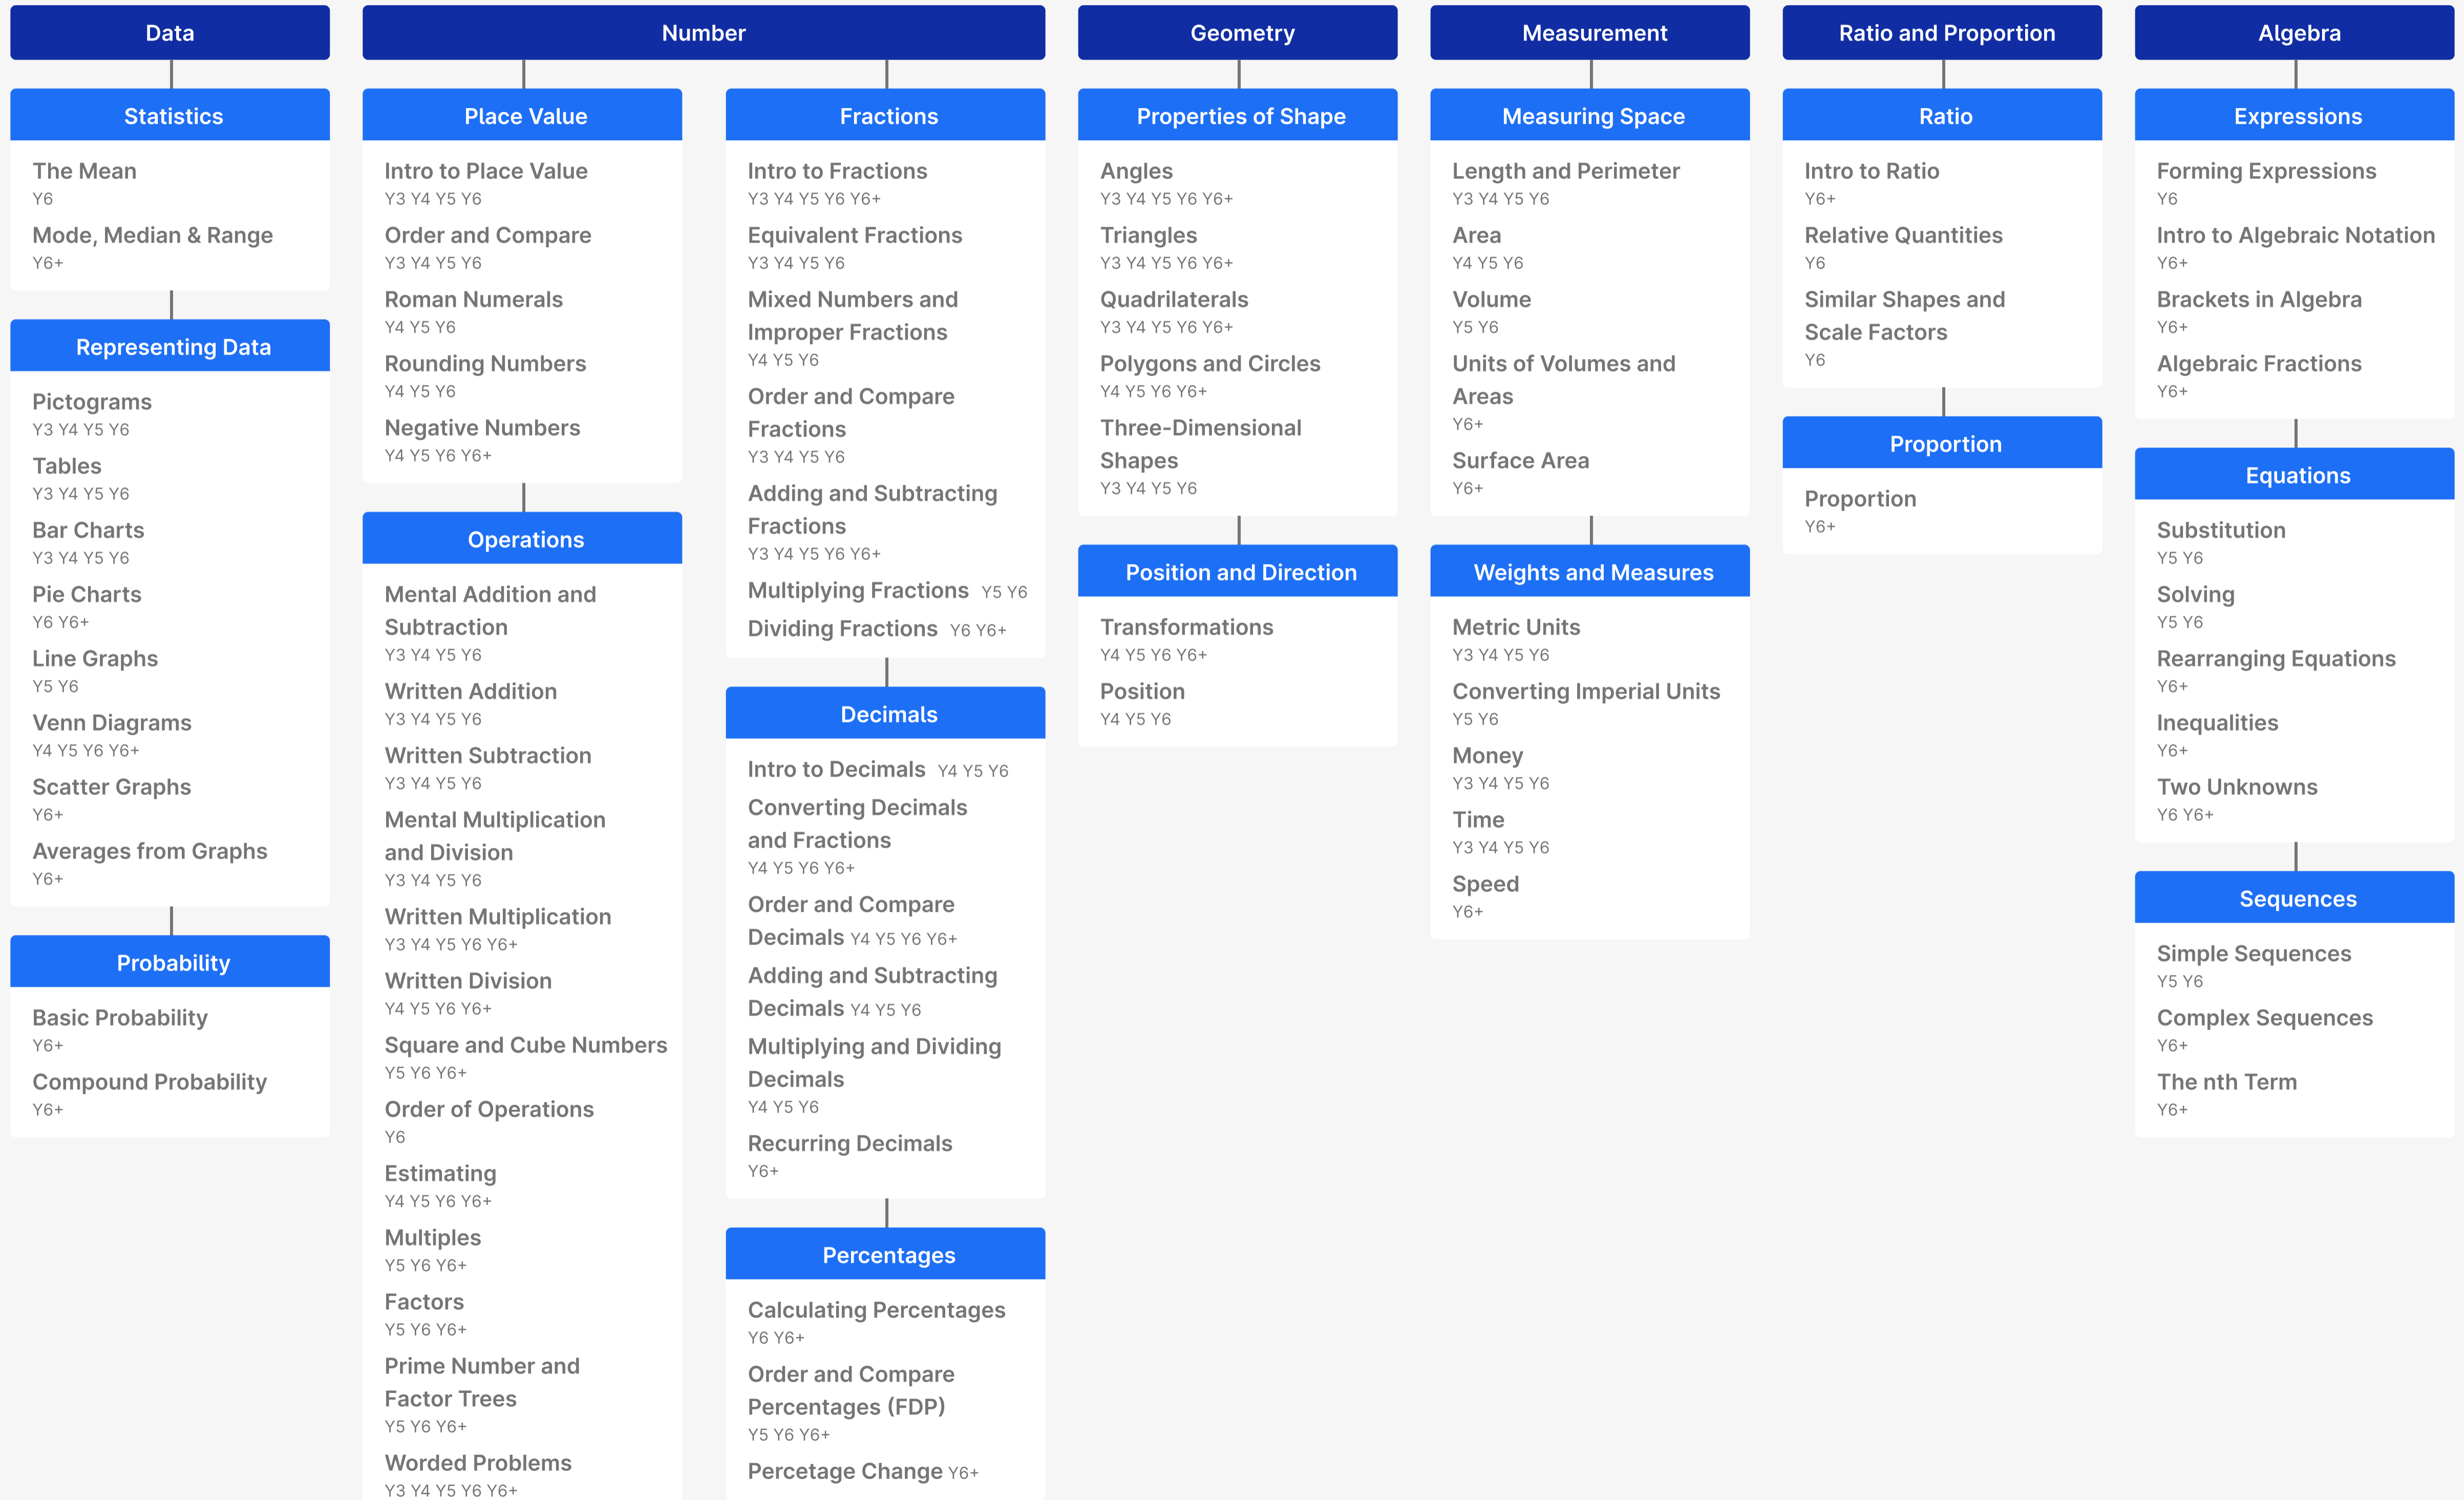 Data
Statistics
The Mean
Y6
Mode, Median & Range
Y6+
Representing Data
Pictograms
Y3 Y4 Y5 Y6
Tables
Y3 Y4 Y5 Y6
Bar Charts
Y3 Y4 Y5 Y6
Pie Charts
Y6 Y6+
Line Graphs
Y5 Y6
Venn Diagrams
Y4 Y5 Y6 Y6+
Scatter Graphs
Y6+
Averages from Graphs
Y6+
Probability
Basic Probability
Y6+
Compound Probability
Y6+
Number
Place Value
Intro to Place Value
Y3 Y4 Y5 Y6
Order and Compare
Y3 Y4 Y5 Y6
Roman Numerals
Y4 Y5 Y6
Rounding Numbers
Y4 Y5 Y6
Negative Numbers
Y4 Y5 Y6 Y6+
Operations
Mental Addition and
Subtraction
Y3 Y4 Y5 Y6
Written Addition
Y3 Y4 Y5 Y6
Written Subtraction
Y3 Y4 Y5 Y6
Mental Multiplication
and Division
Y3 Y4 Y5 Y6
Written Multiplication
Y3 Y4 Y5 Y6 Y6+
Written Division
Y4 Y5 Y6 Y6+
Square and Cube Numbers
Y5 Y6 Y6+
Order of Operations
Y6
Estimating
Y4 Y5 Y6 Y6+
Multiples
Y5 Y6 Y6+
Factors
Y5 Y6 Y6+
Prime Number and
Factor Trees
Y5 Y6 Y6+
Worded Problems
Y3 Y4 Y5 Y6 Y6+
Fractions
Intro to Fractions
Y3 Y4 Y5 Y6 Y6+
Equivalent Fractions
Y3 Y4 Y5 Y6
Mixed Numbers and
Improper Fractions
Y4 Y5 Y6
Order and Compare
Fractions
Y3 Y4 Y5 Y6
Adding and Subtracting
Fractions
Y3 Y4 Y5 Y6 Y6+
Multiplying Fractions Y5 Y6
Dividing Fractions Y6 Y6+
Decimals
Intro to Decimals Y4 Y5 Y6
Converting Decimals
and Fractions
Y4 Y5 Y6 Y6+
Order and Compare
Decimals Y4 Y5 Y6 Y6+
Adding and Subtracting
Decimals Y4 Y5 Y6
Multiplying and Dividing
Decimals
Y4 Y5 Y6
Recurring Decimals
Y6+
Percentages
Calculating Percentages
Y6 Y6+
Order and Compare
Percentages (FDP)
Y5 Y6 Y6+
Percetage Change Y6+
Geometry
Properties of Shape
Angles
Y3 Y4 Y5 Y6 Y6+
Triangles
Y3 Y4 Y5 Y6 Y6+
Quadrilaterals
Y3 Y4 Y5 Y6 Y6+
Polygons and Circles
Y4 Y5 Y6 Y6+
Three-Dimensional
Shapes
Y3 Y4 Y5 Y6
Position and Direction
Transformations
Y4 Y5 Y6 Y6+
Position
Y4 Y5 Y6
Measurement
Measuring Space
Length and Perimeter
Y3 Y4 Y5 Y6
Area
Y4 Y5 Y6
Volume
Y5 Y6
Units of Volumes and
Areas
Y6+
Surface Area
Y6+
Weights and Measures
Metric Units
Y3 Y4 Y5 Y6
Converting Imperial Units
Y5 Y6
Money
Y3 Y4 Y5 Y6
Time
Y3 Y4 Y5 Y6
Speed
Y6+
Ratio and Proportion
Ratio
Intro to Ratio
Y6+
Relative Quantities
Y6
Similar Shapes and
Scale Factors
Y6
Proportion
Proportion
Y6+
Algebra
Expressions
Forming Expressions
Y6
Intro to Algebraic Notation
Y6+
Brackets in Algebra
Y6+
Algebraic Fractions
Y6+
Equations
Substitution
Y5 Y6
Solving
Y5 Y6
Rearranging Equations
Y6+
Inequalities
Y6+
Two Unknowns
Y6 Y6+
Sequences
Simple Sequences
Y5 Y6
Complex Sequences
Y6+
The nth Term
Y6+